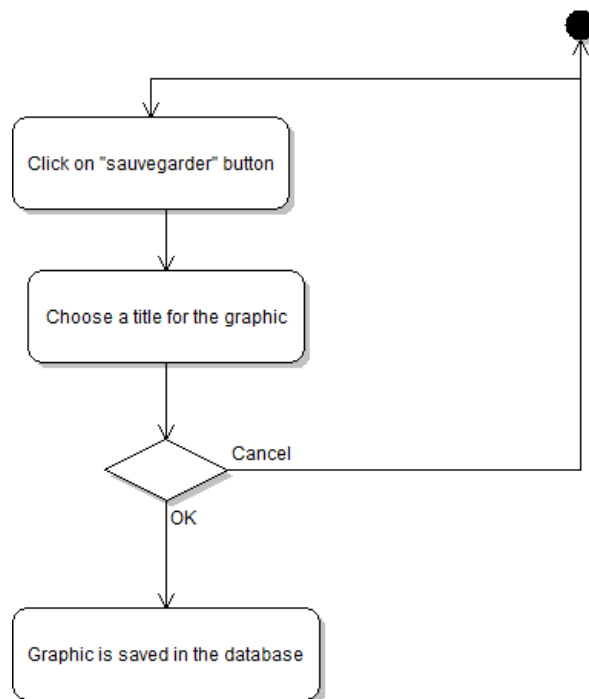 Click on "sauvegarder" button
Choose a title for the graphic
Cancel
OK
Graphic is saved in the database